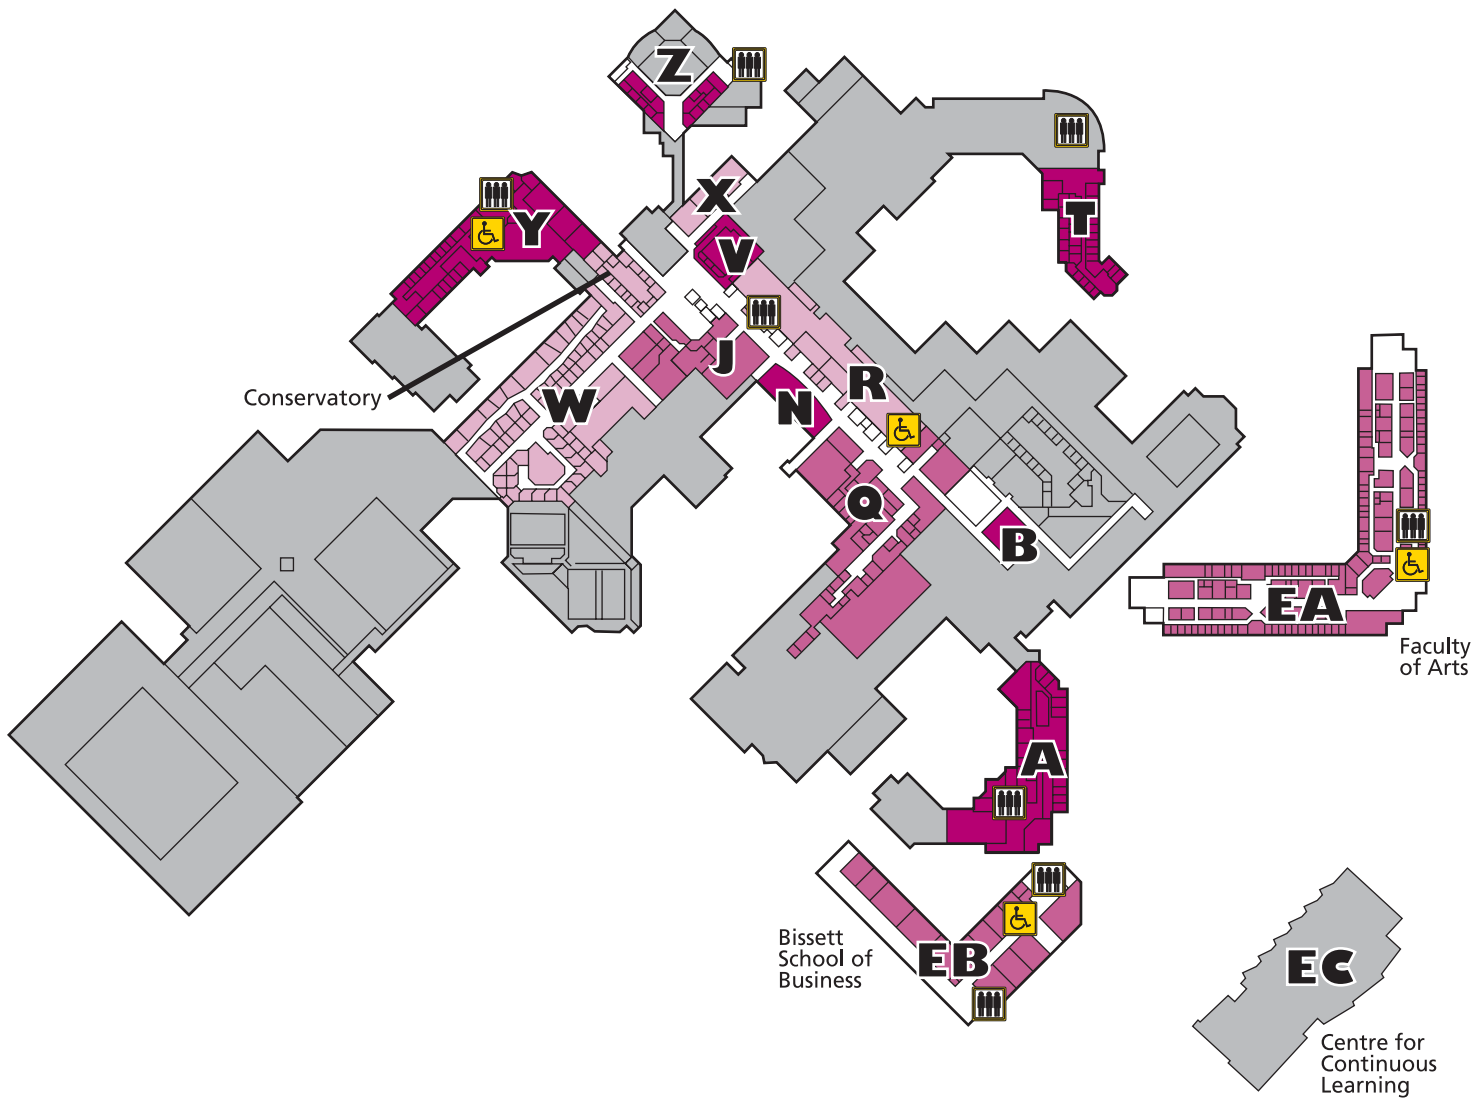 Z
X
Y
V
T
J
R
Conservatory
W
N
Q
B
EA
Faculty
of Arts
A
Bissett
School of
Business
EB
EC
Centre for
Continuous
Learning